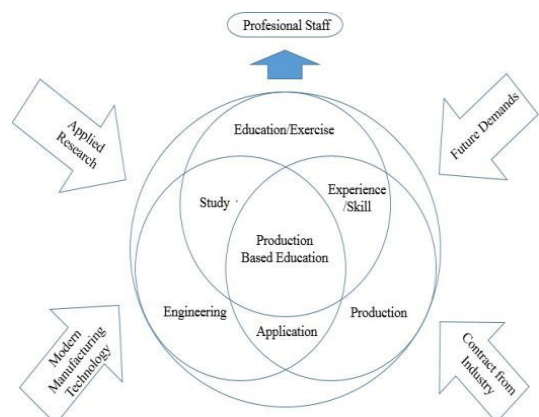 Profesional Staff
Applied
Research
Future Demands
Education/Exercise
Study
Experience
/Skill
Production
Based Education
Engineering
Production
Application
Modern
Manufacturing
Technology
Contract from
Industry